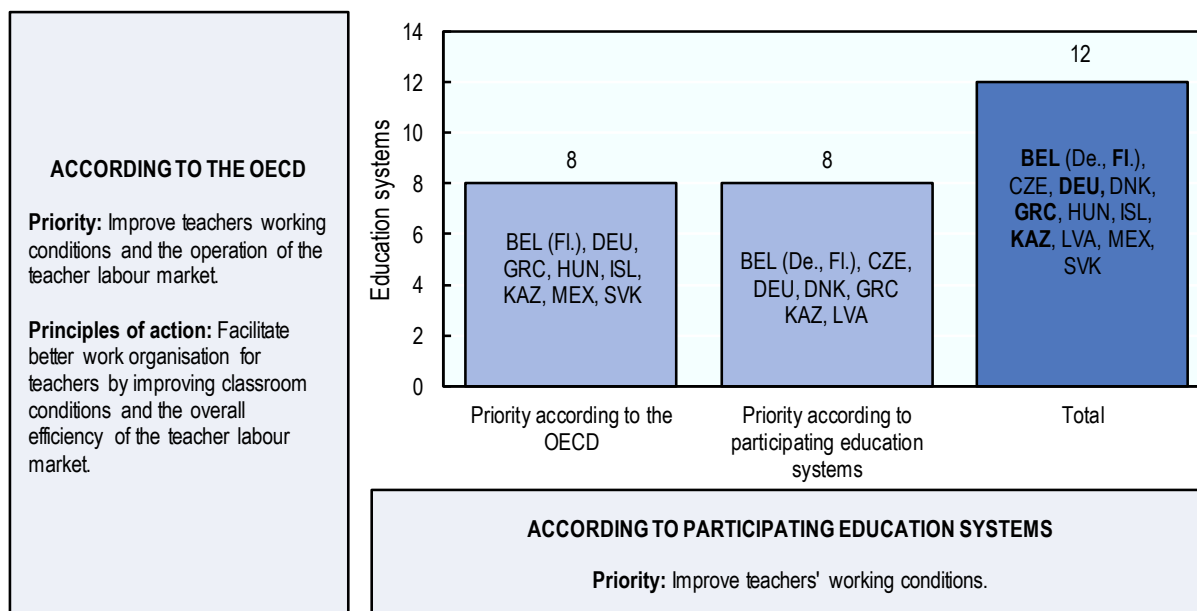 ACCORDING TO THE OECD
Priority: Improve teachers working
conditions and the operation of the
teacher labour market.
Principles of action: Facilitate
better work organisation for
teachers by improving classroom
conditions and the overall
efficiency of the teacher labour
market.
Education systems
14
12
10
8
6
4
2
0
8
BEL (Fl.), DEU,
GRC, HUN, ISL,
KAZ, MEX, SVK
8
BEL (De., Fl.), CZE,
DEU, DNK, GRC
KAZ, LVA
12
BEL (De., Fl.),
CZE, DEU, DNK,
GRC, HUN, ISL,
KAZ, LVA, MEX,
SVK
Priority according to the
OECD
Priority according to
participating education
systems
Total
ACCORDING TO PARTICIPATING EDUCATION SYSTEMS
Priority: Improve teachers' working conditions.